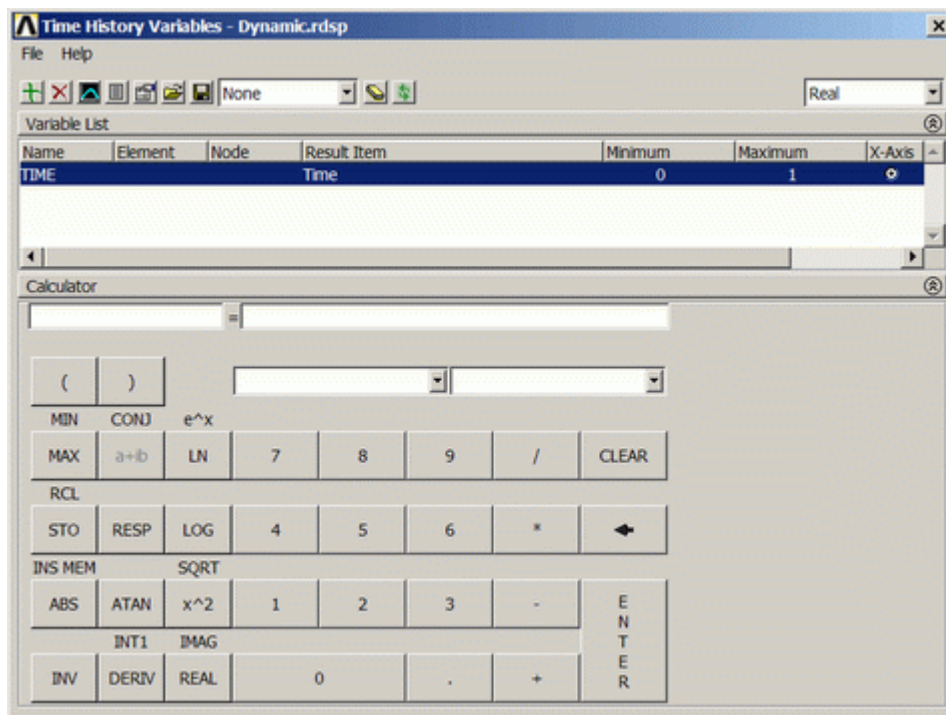 Time History Variables - Dynamic.rdsp
File Help
None Real
Variable List
Name Element Node Result Item Minimum Maximum X-Axis
TIME Time 0 1
Calculator
=
( )
MIN CONJ e^x
MAX a+ib LN 7 8 9 / CLEAR
RCL
STO RESP LOG 4 5 6 *
INS MEM SQRT
ABS ATAN x^2 1 2 3 - ENTER
INT1 IMAG
INV DERIV REAL 0 . +